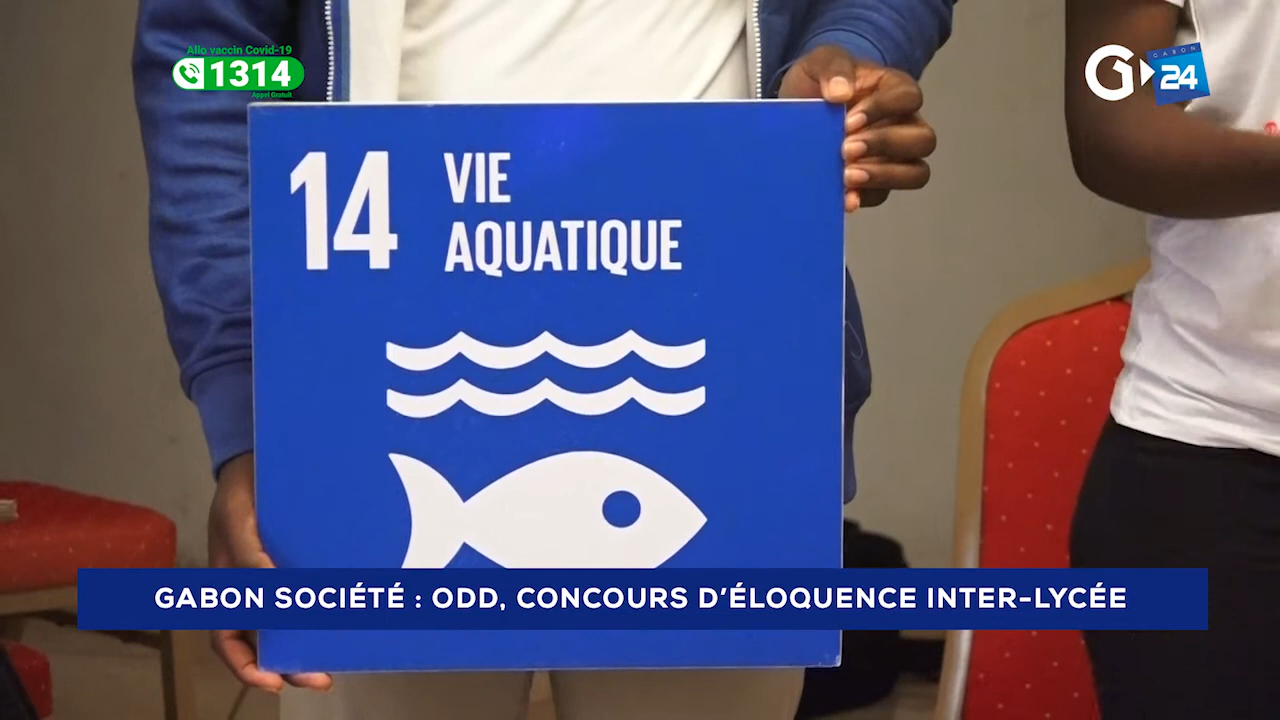 Allo vaccin Covid-19
1314
Appel Gratuit
GABON
24
14 VIE
AQUATIQUE
GABON SOCIÉTÉ : ODD, CONCOURS D'ÉLOQUENCE INTER-LYCÉE